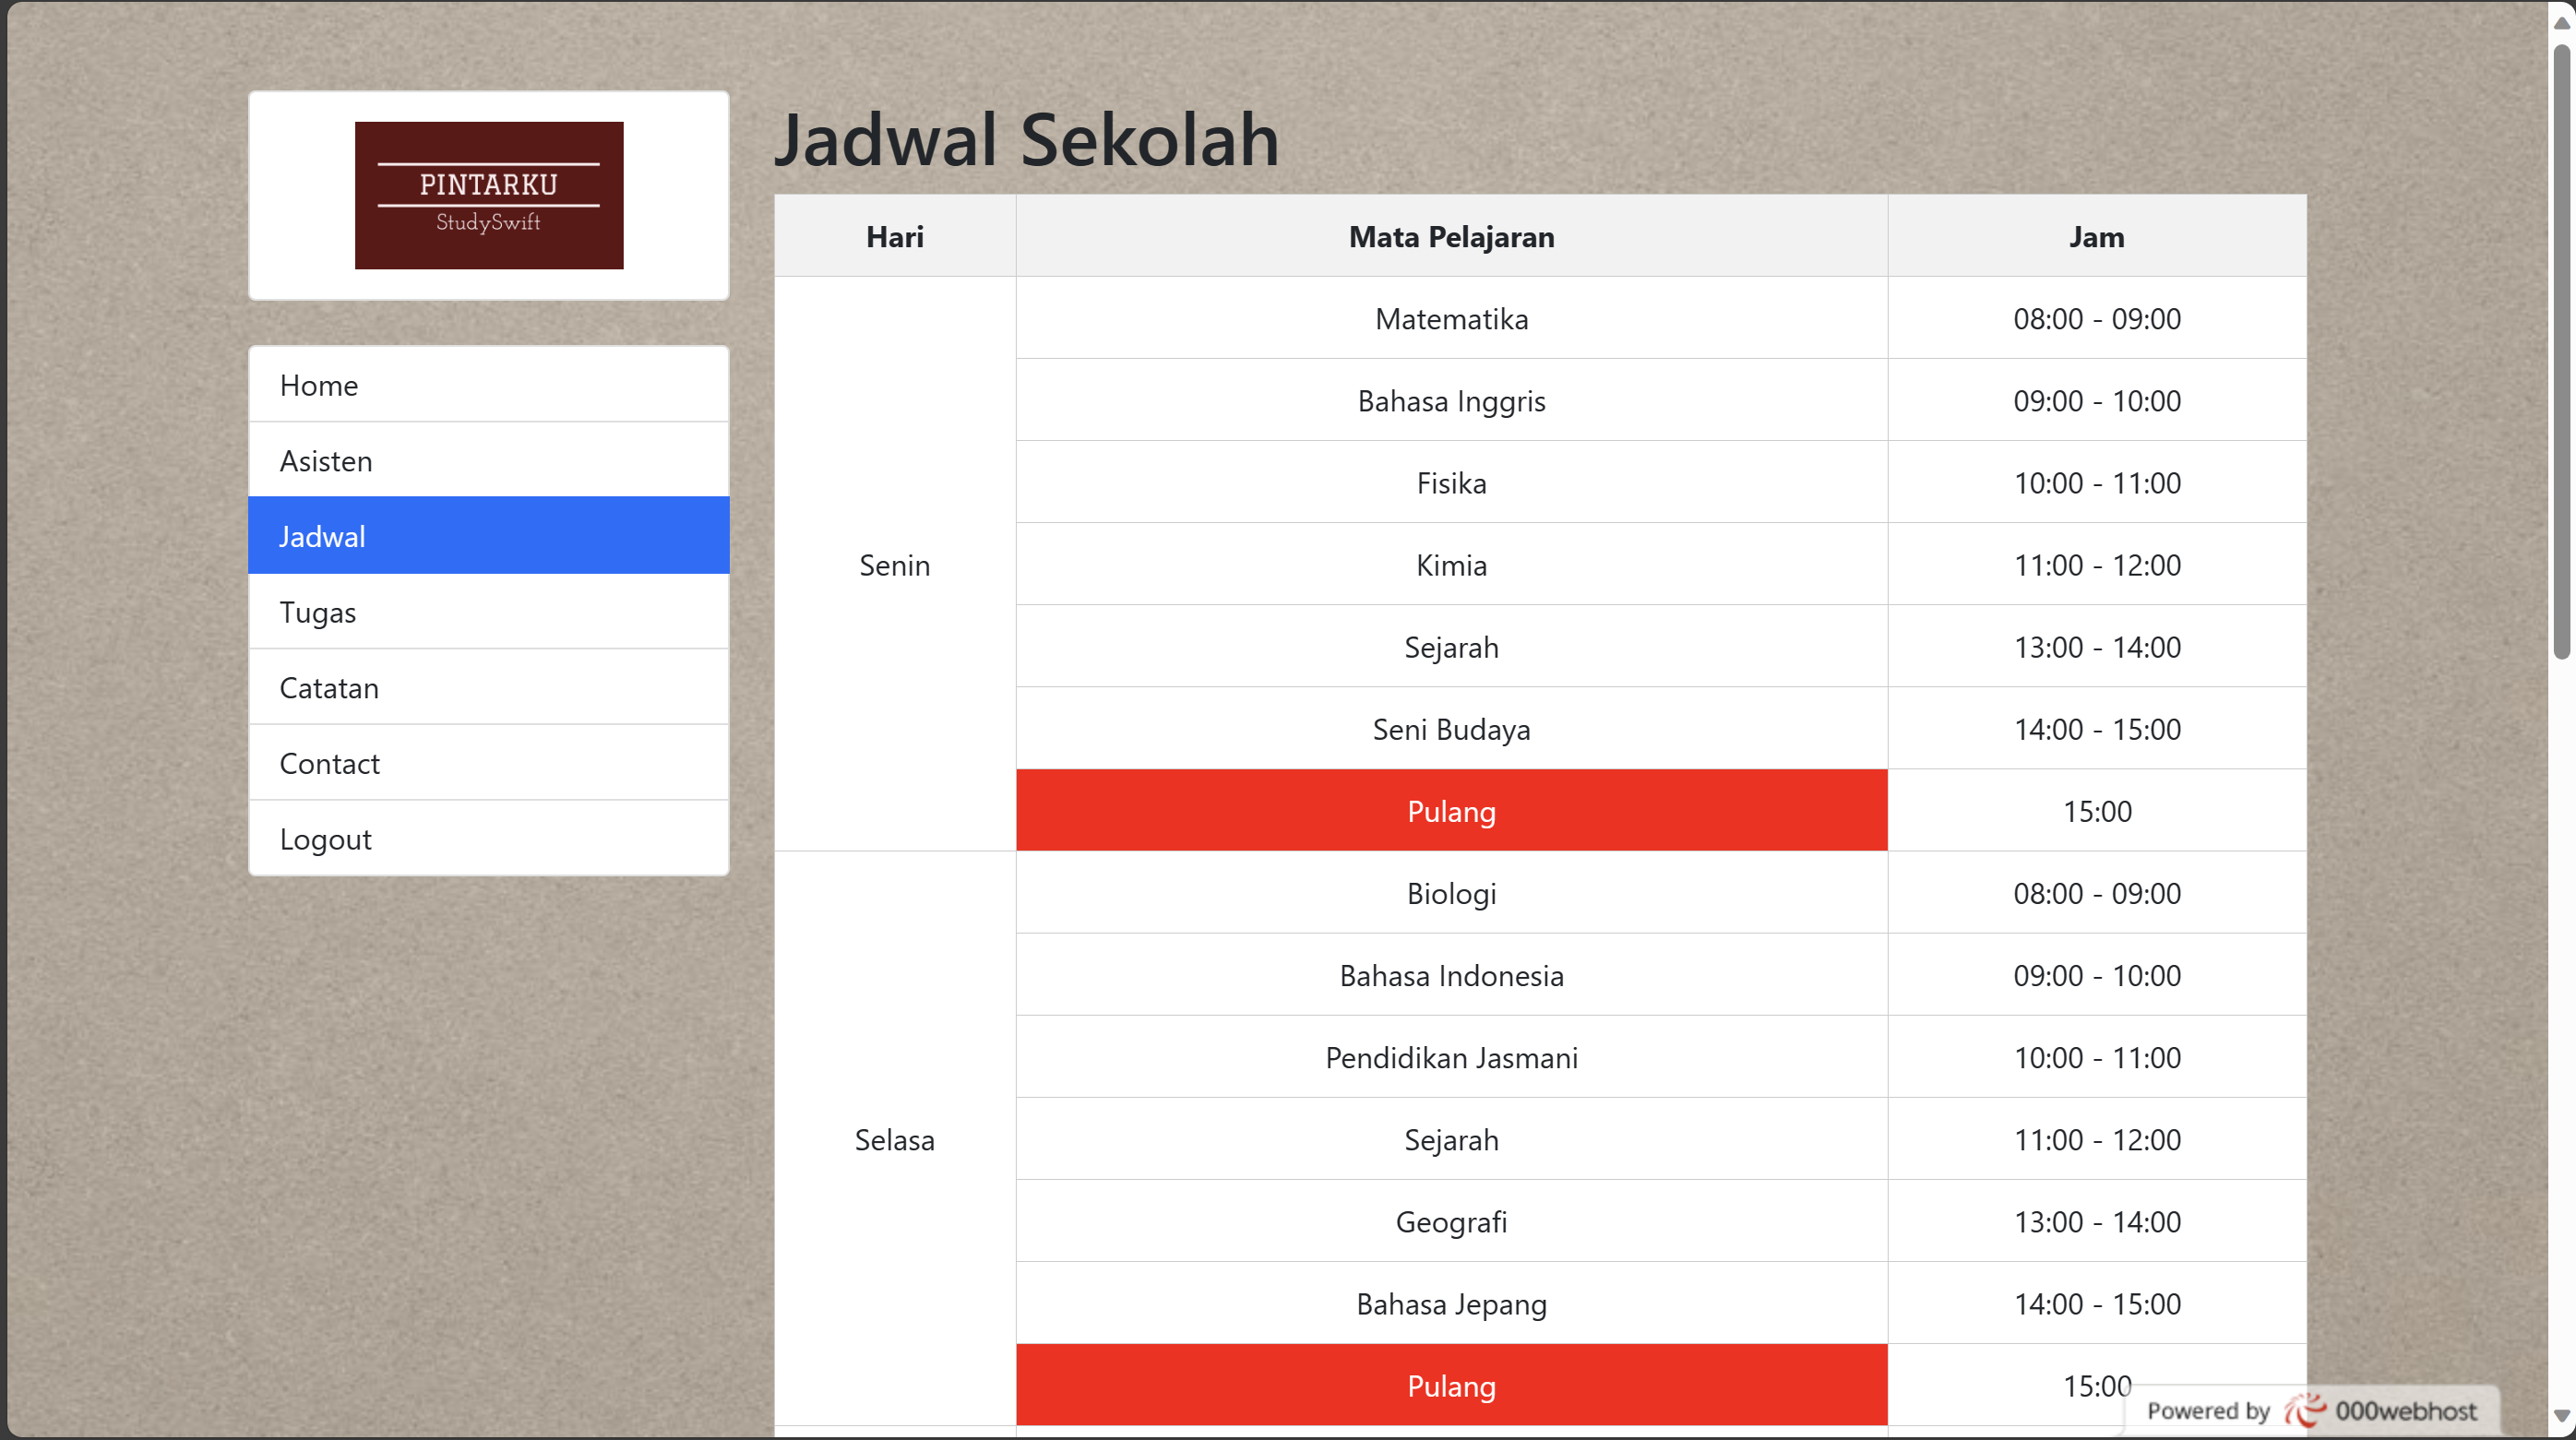 PINTARKU
StudySwift
Home
Asisten
Jadwal
Tugas
Catatan
Contact
Logout
Jadwal Sekolah
Hari Mata Pelajaran Jam
Senin
Matematika 08:00 - 09:00
Bahasa Inggris 09:00 - 10:00
Fisika 10:00 - 11:00
Kimia 11:00 - 12:00
Sejarah 13:00 - 14:00
Seni Budaya 14:00 - 15:00
Pulang 15:00
Selasa
Biologi 08:00 - 09:00
Bahasa Indonesia 09:00 - 10:00
Pendidikan Jasmani 10:00 - 11:00
Sejarah 11:00 - 12:00
Geografi 13:00 - 14:00
Bahasa Jepang 14:00 - 15:00
Pulang 15:00
Powered by 000webhost